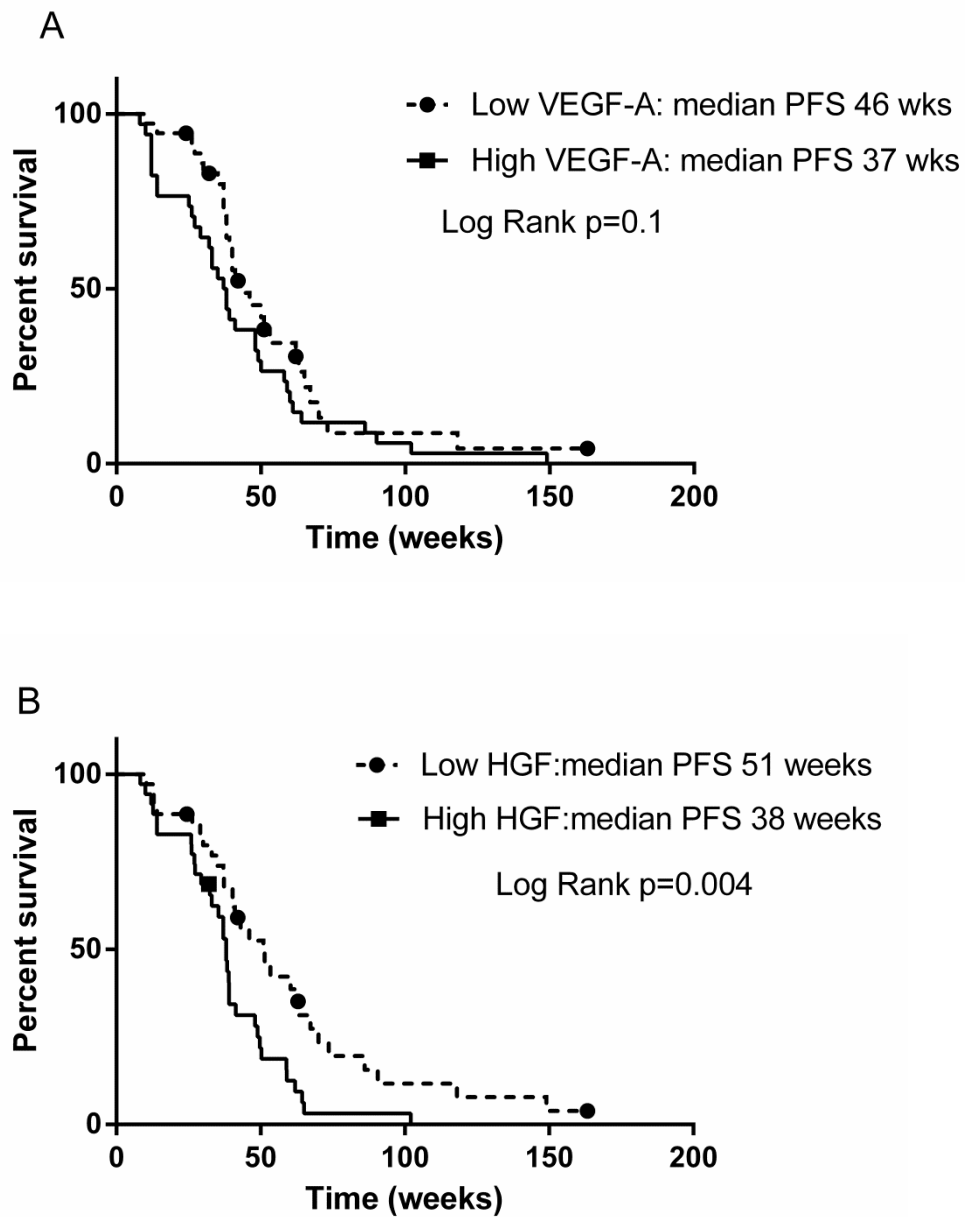 A
Low VEGF-A: median PFS 46 wks
High VEGF-A: median PFS 37 wks
Log Rank p=0.1
Percent survival
100
50
0
0 50 100 150 200
Time (weeks)
B
Low HGF:median PFS 51 weeks
High HGF:median PFS 38 weeks
Log Rank p=0.004
Percent survival
100
50
0
0 50 100 150 200
Time (weeks)